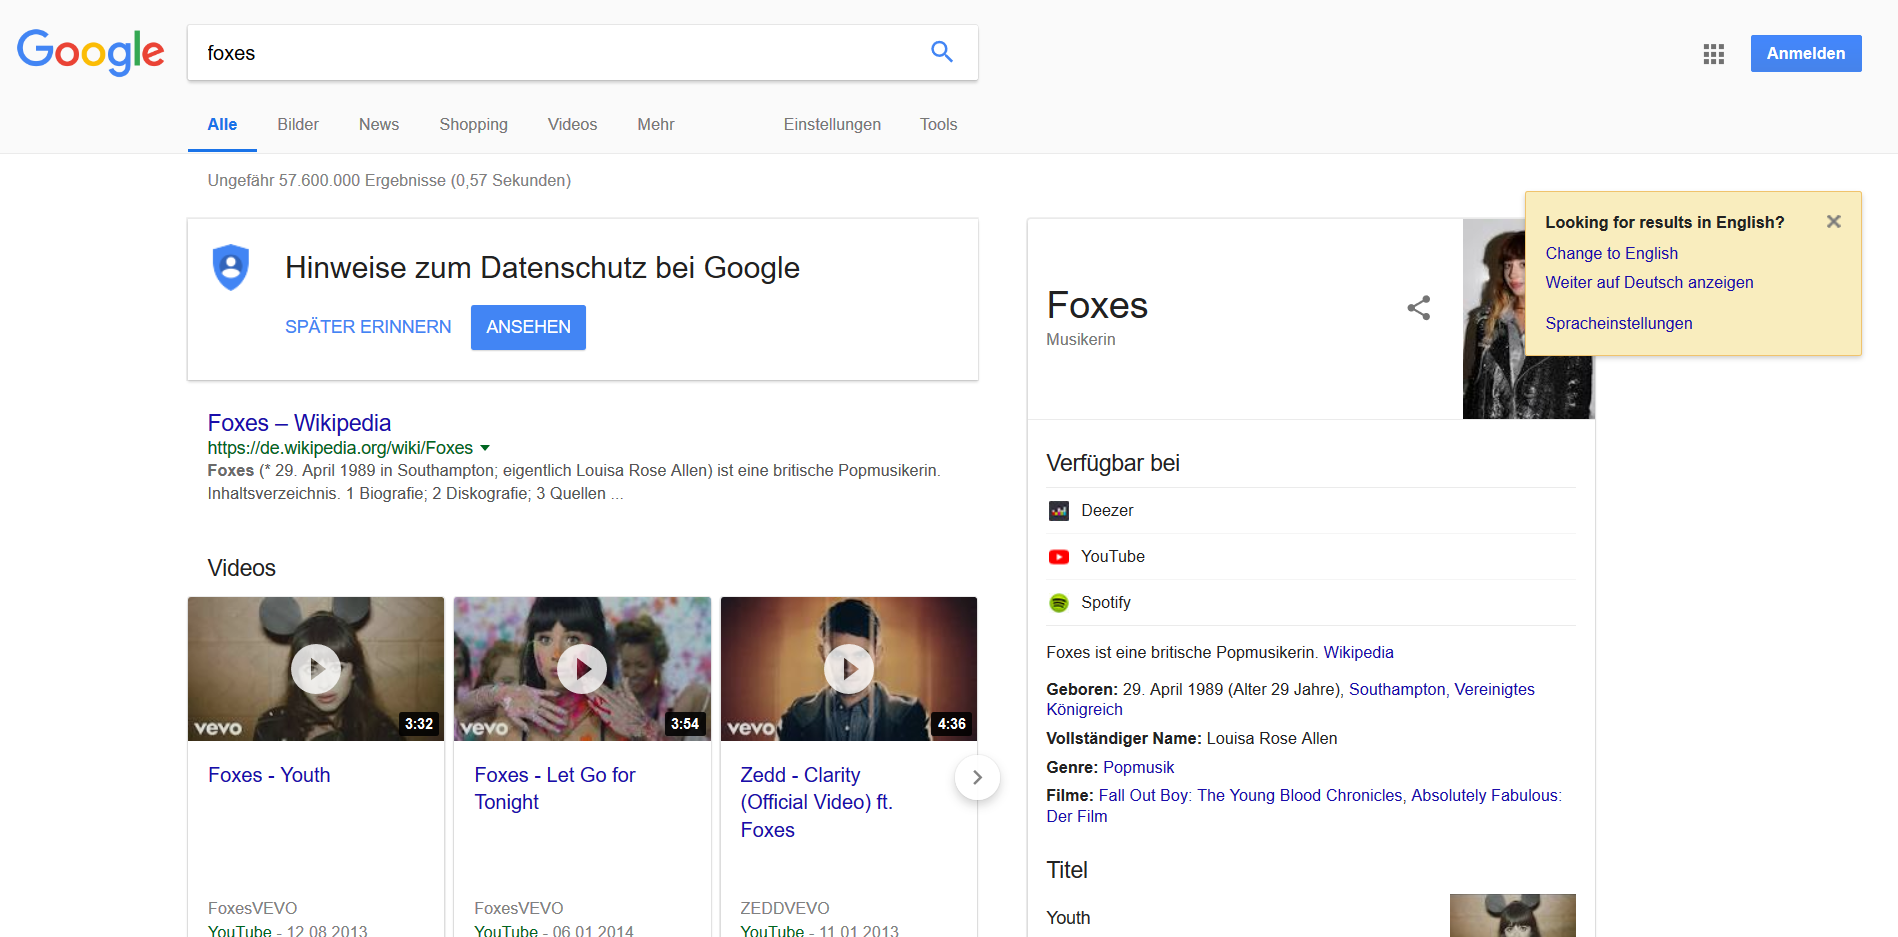 Google
foxes
Anmelden
Alle Bilder News Shopping Videos Mehr Einstellungen Tools
Ungefähr 57.600.000 Ergebnisse (0,57 Sekunden)
Hinweise zum Datenschutz bei Google
SPÄTER ERINNERN ANSEHEN
Foxes – Wikipedia
https://de.wikipedia.org/wiki/Foxes
Foxes (* 29. April 1989 in Southampton; eigentlich Louisa Rose Allen) ist eine britische Popmusikerin.
Inhaltsverzeichnis. 1 Biografie; 2 Diskografie; 3 Quellen ...
Videos
vevo 3:32
Foxes - Youth
FoxesVEVO
YouTube - 12.08.2013
vevo 3:54
Foxes - Let Go for
Tonight
FoxesVEVO
YouTube - 06.01.2014
vevo 4:36
Zedd - Clarity
(Official Video) ft.
Foxes
ZEDDVEVO
YouTube - 11.01.2013
Looking for results in English?
Change to English
Weiter auf Deutsch anzeigen
Spracheinstellungen
Foxes
Musikerin
Verfügbar bei
Deezer
YouTube
Spotify
Foxes ist eine britische Popmusikerin. Wikipedia
Geboren: 29. April 1989 (Alter 29 Jahre), Southampton, Vereinigtes
Königreich
Vollständiger Name: Louisa Rose Allen
Genre: Popmusik
Filme: Fall Out Boy: The Young Blood Chronicles, Absolutely Fabulous:
Der Film
Titel
Youth